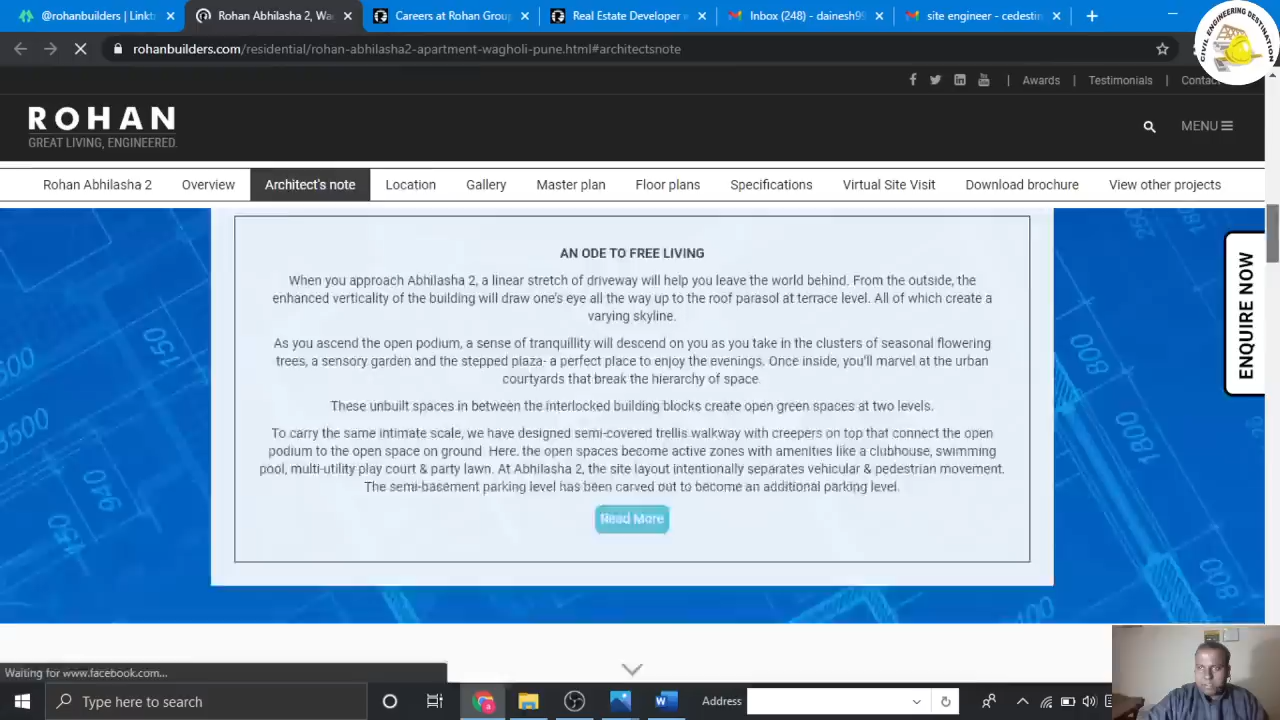 @rohanbuilders | Linkt
Rohan Abhilasha 2, Wa
Careers at Rohan Grou
Real Estate Developer i
Inbox (248) - dainesh99
site engineer - cedestin
rohanbuilders.com/residential/rohan-abhilasha2-apartment-wagholi-pune.html#architectsnote
CIVIL ENGINEERING DESTINATION
Awards | Testimonials | Contac
ROHAN
GREAT LIVING, ENGINEERED.
MENU
Rohan Abhilasha 2 Overview Architect's note Location Gallery Master plan Floor plans Specifications Virtual Site Visit Download brochure View other projects
AN ODE TO FREE LIVING
When you approach Abhilasha 2, a linear stretch of driveway will help you leave the world behind. From the outside, the
enhanced verticality of the building will draw one's eye all the way up to the roof parasol at terrace level. All of which create a
varying skyline.
As you ascend the open podium, a sense of tranquillity will descend on you as you take in the clusters of seasonal flowering
trees, a sensory garden and the stepped plaza- a perfect place to enjoy the evenings. Once inside, you'll marvel at the urban
courtyards that break the hierarchy of space.
These unbuilt spaces in between the interlocked building blocks create open green spaces at two levels.
To carry the same intimate scale, we have designed semi-covered trellis walkway with creepers on top that connect the open
podium to the open space on ground. Here, the open spaces become active zones with amenities like a clubhouse, swimming
pool, multi-utility play court & party lawn. At Abhilasha 2, the site layout intentionally separates vehicular & pedestrian movement.
The semi-basement parking level has been carved out to become an additional parking level.
Read More
ENQUIRE NOW
150
3500
940
150
800
800
Waiting for www.facebook.com...
Type here to search
Address